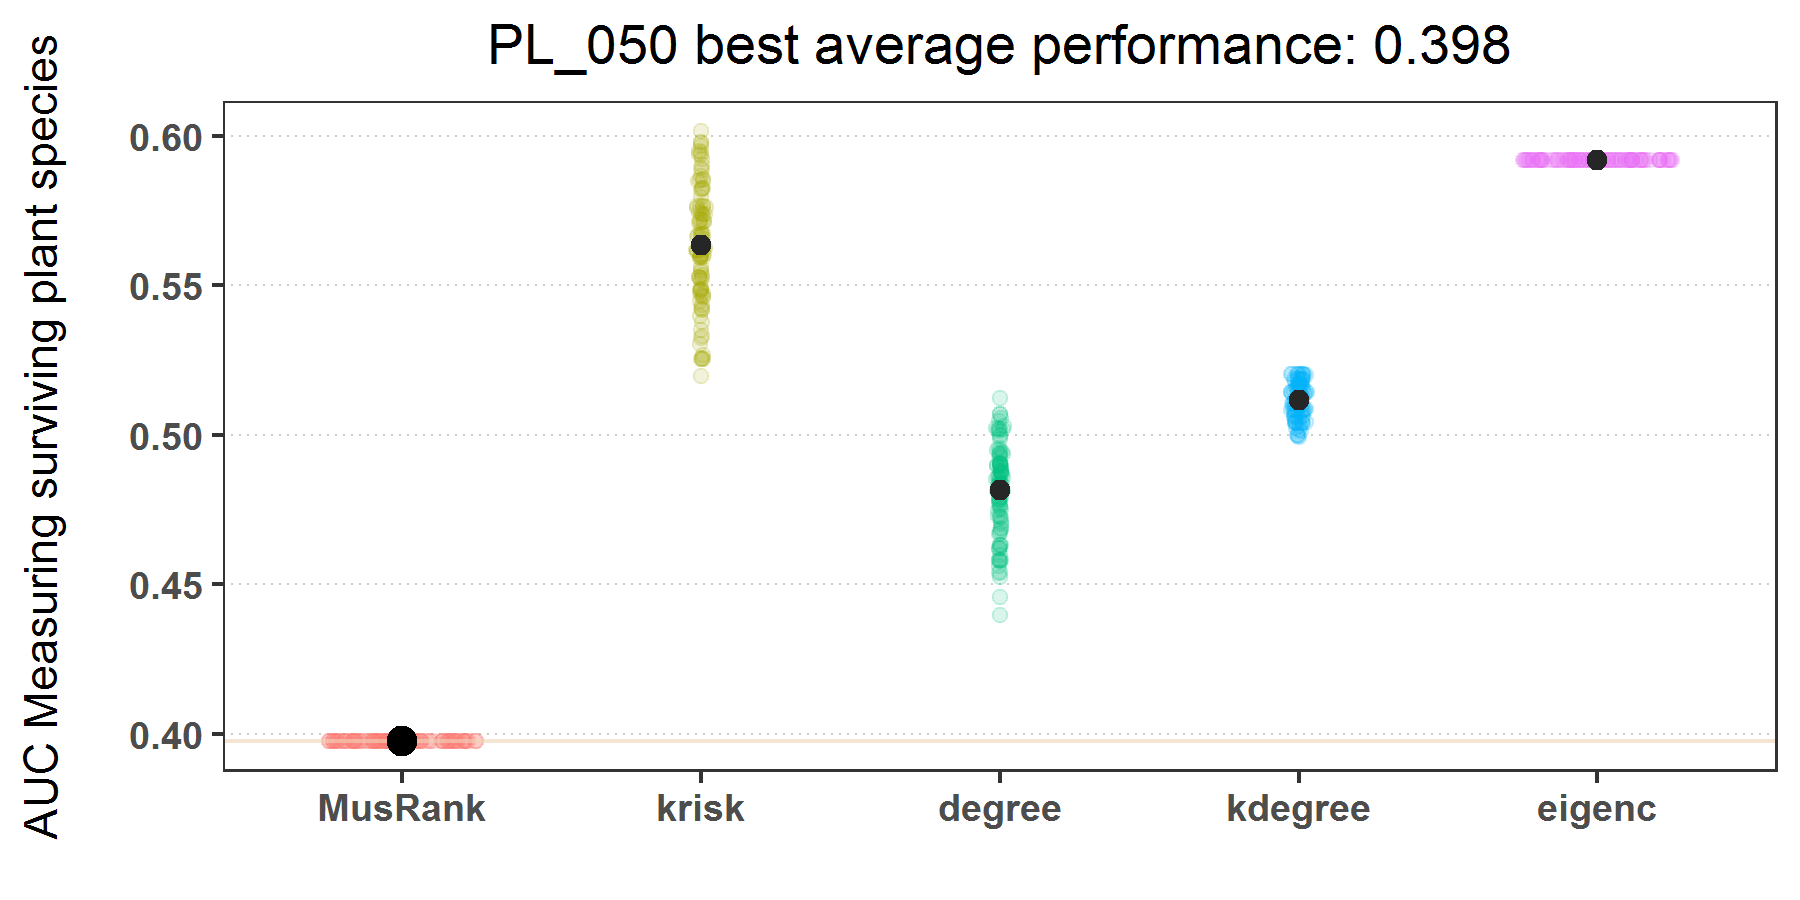 PL_050 best average performance: 0.398
AUC Measuring surviving plant species
0.60
0.55
0.50
0.45
0.40
MusRank krisk degree kdegree eigenc